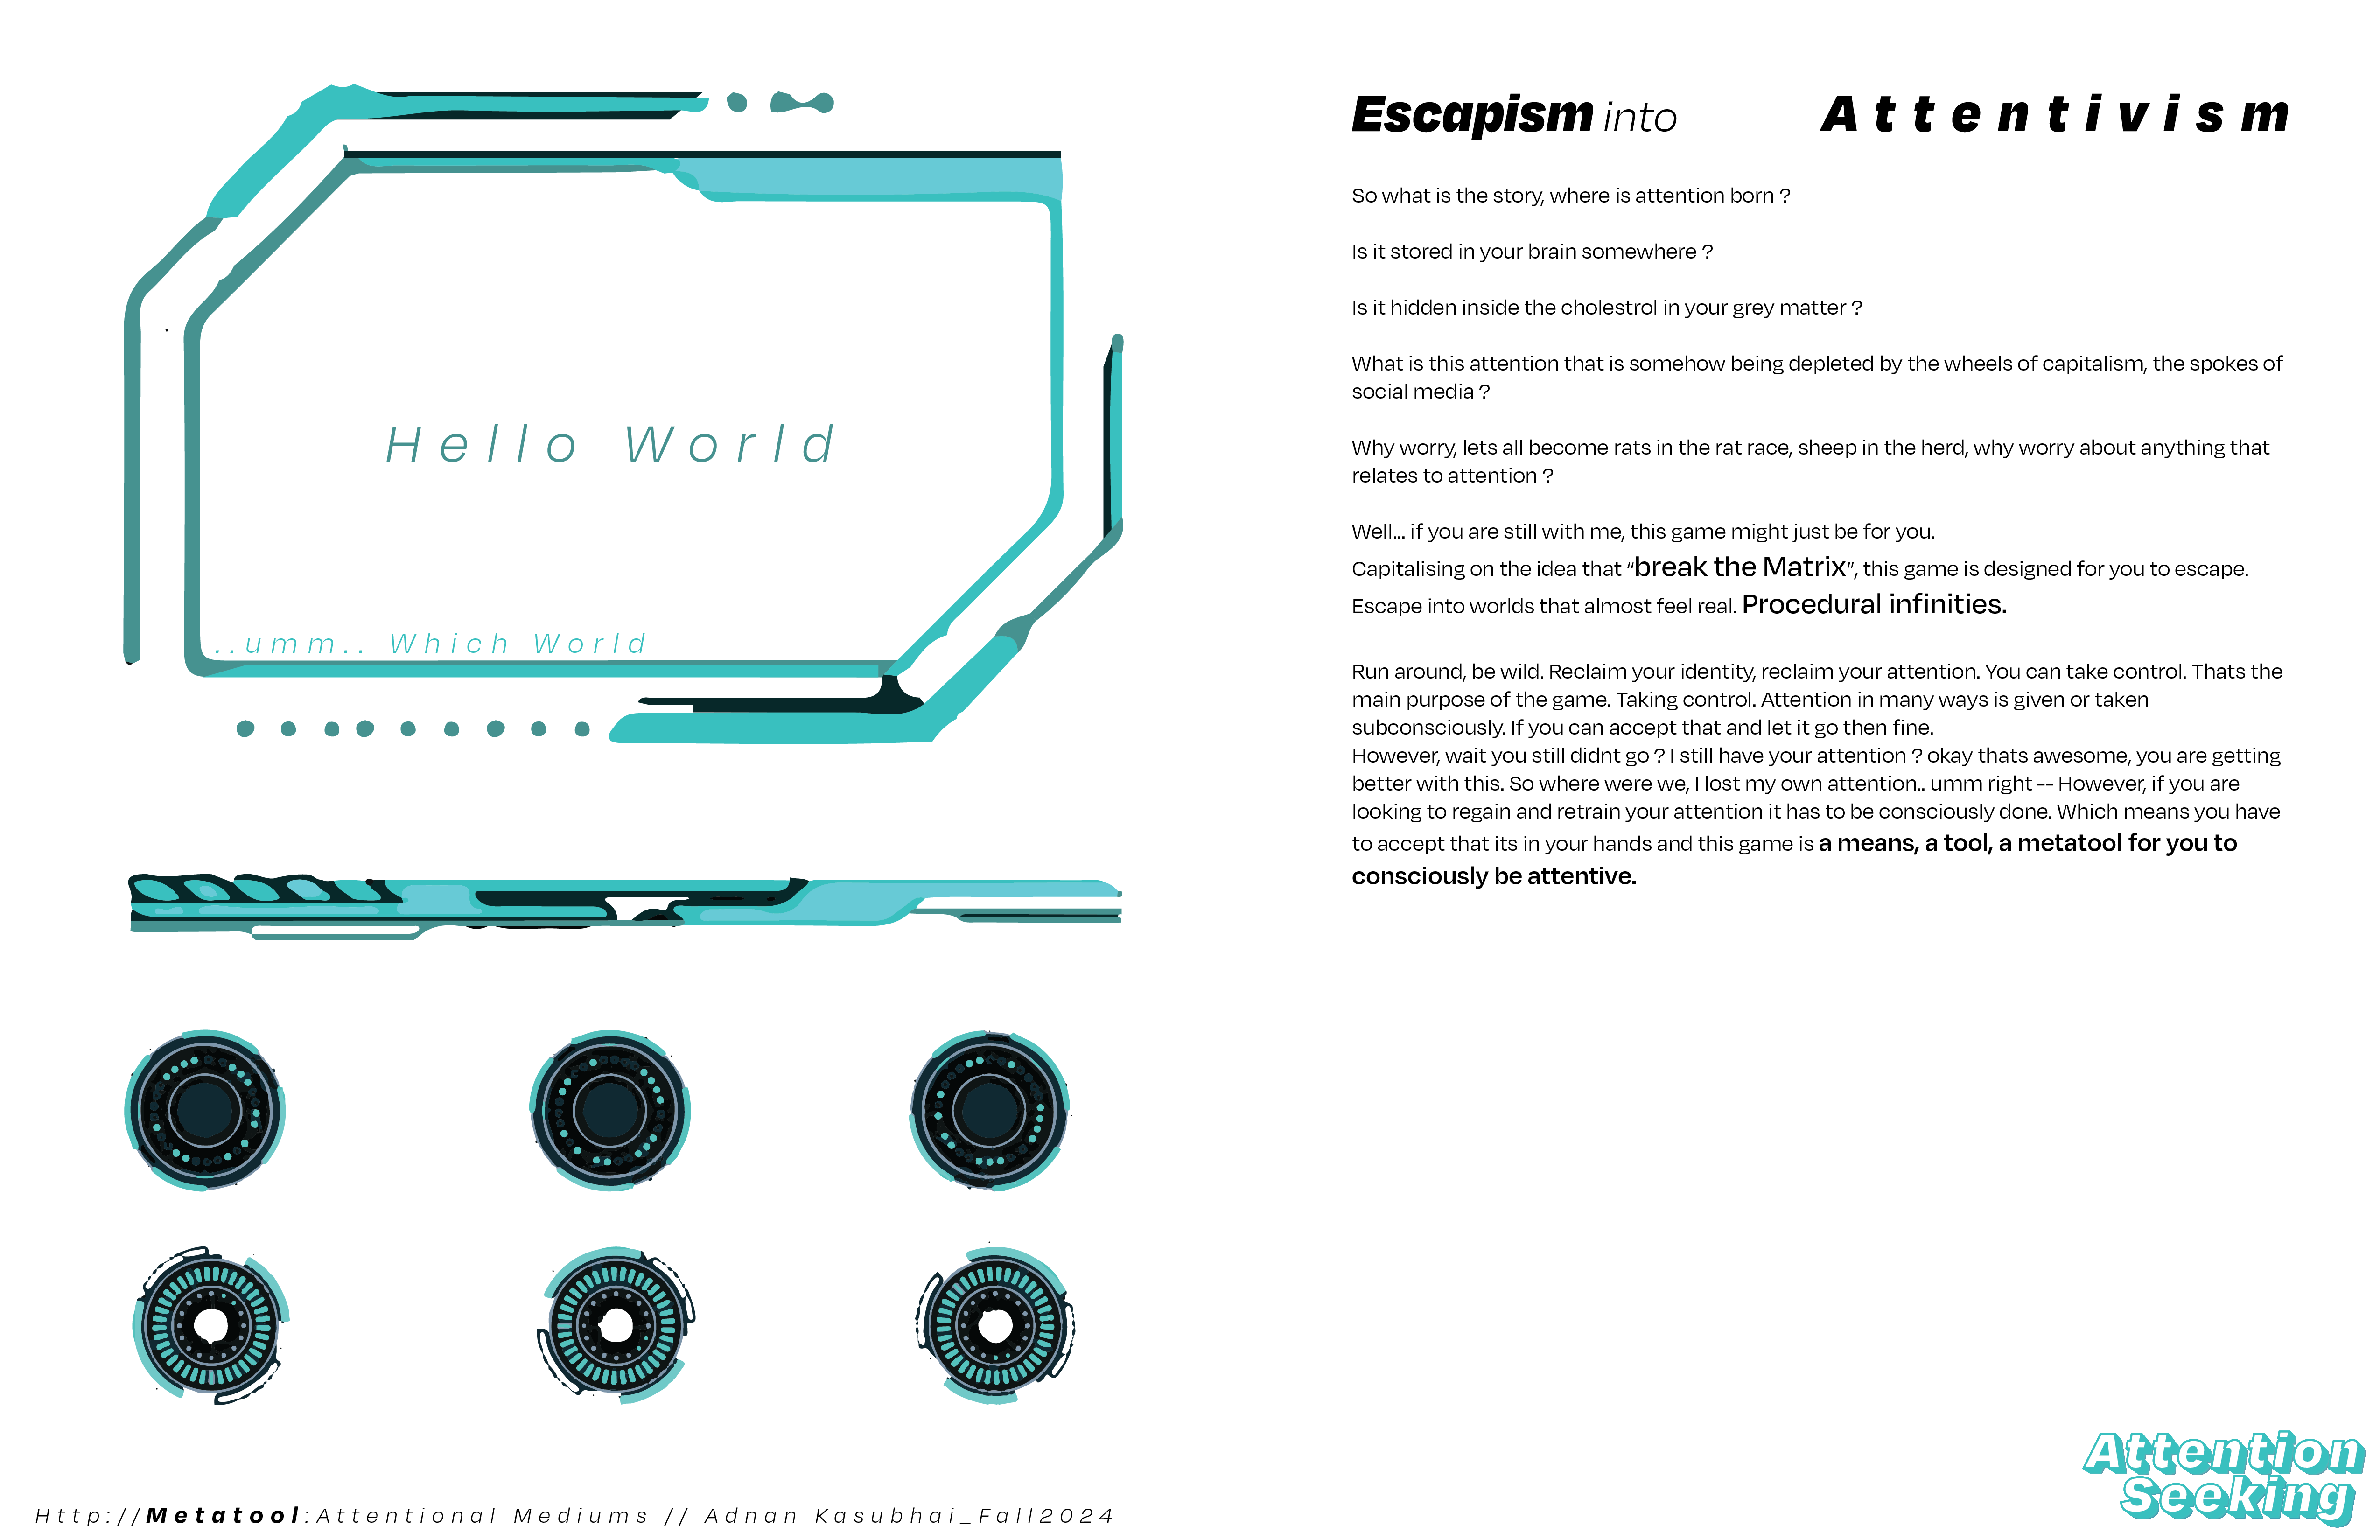 Hello World
..umm.. Which World
Http://Metatool:Attentional Mediums // Adnan Kasubhai_Fall2024
Escapism into Attentivism
So what is the story, where is attention born ?
Is it stored in your brain somewhere ?
Is it hidden inside the cholestrol in your grey matter ?
What is this attention that is somehow being depleted by the wheels of capitalism, the spokes of
social media ?
Why worry, lets all become rats in the rat race, sheep in the herd, why worry about anything that
relates to attention ?
Well... if you are still with me, this game might just be for you.
Capitalising on the idea that “break the Matrix”, this game is designed for you to escape.
Escape into worlds that almost feel real. Procedural infinities.
Run around, be wild. Reclaim your identity, reclaim your attention. You can take control. Thats the
main purpose of the game. Taking control. Attention in many ways is given or taken
subconsciously. If you can accept that and let it go then fine.
However, wait you still didnt go ? I still have your attention ? okay thats awesome, you are getting
better with this. So where were we, I lost my own attention.. umm right -- However, if you are
looking to regain and retrain your attention it has to be consciously done. Which means you have
to accept that its in your hands and this game is a means, a tool, a metatool for you to
consciously be attentive.
Attention
Seeking